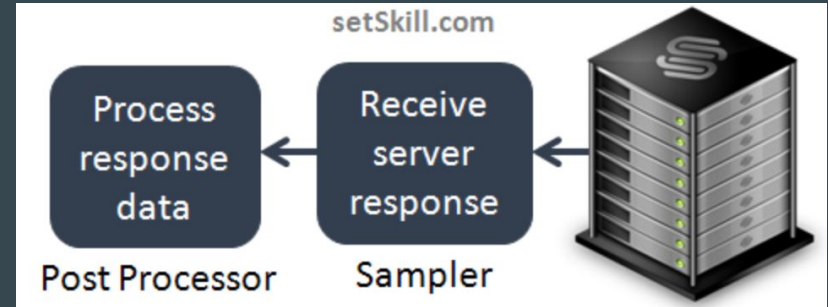 setSkill.com
Process
response
data
Receive
server
response
Post Processor
Sampler